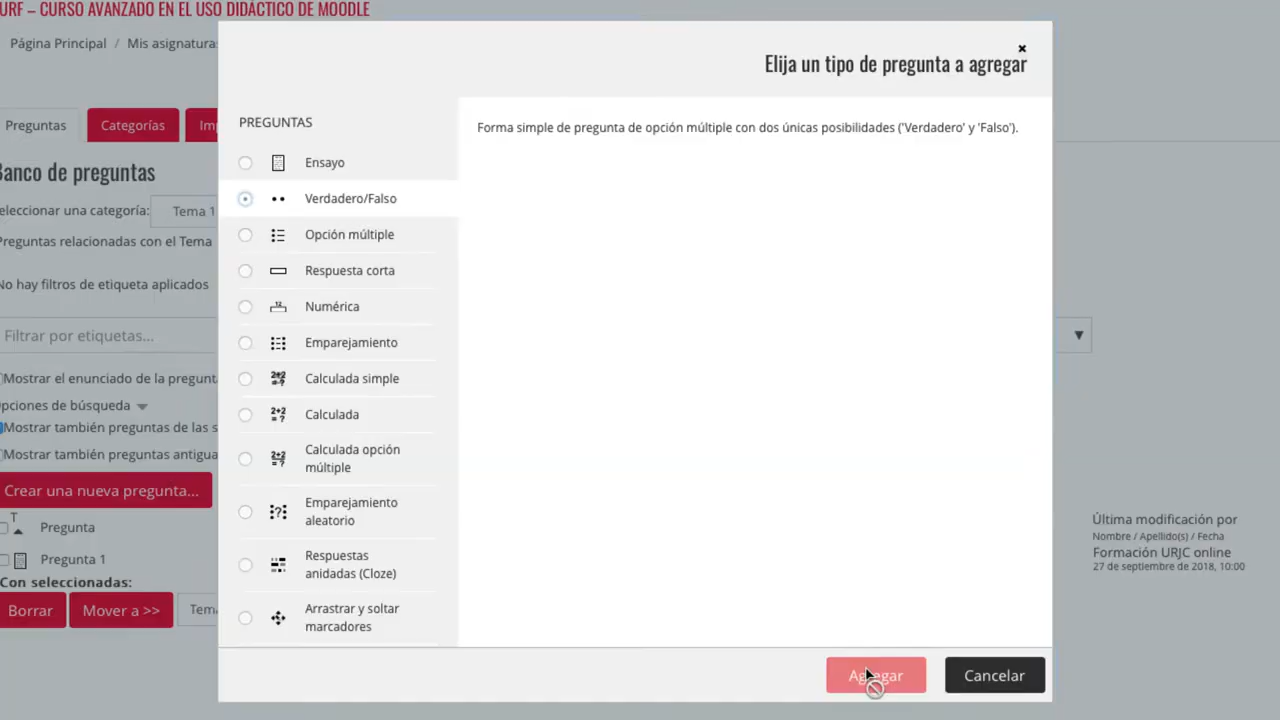 URF – CURSO AVANZADO EN EL USO DIDÁCTICO DE MOODLE
Página Principal / Mis asignatura
Preguntas
Categorías
Im
Banco de preguntas
eleccionar una categoría:
Tema 1
Preguntas relacionadas con el Tema
No hay filtros de etiqueta aplicados
Filtrar por etiquetas...
▼
Mostrar el enunciado de la pregunt
pciones de búsqueda
Mostrar también preguntas de las s
Mostrar también preguntas antigua
Crear una nueva pregunta...
T
Pregunta
Pregunta 1
Con seleccionadas:
Borrar
Mover a >>
Tem
Elija un tipo de pregunta a agregar
PREGUNTAS
Ensayo
Verdadero/Falso
Opción múltiple
Respuesta corta
Numérica
Emparejamiento
Calculada simple
Calculada
Calculada opción
múltiple
Emparejamiento
aleatorio
Respuestas
anidadas (Cloze)
Arrastrar y soltar
marcadores
Forma simple de pregunta de opción múltiple con dos únicas posibilidades ('Verdadero' y 'Falso').
Agregar
Cancelar
Última modificación por
Nombre / Apellido(s) / Fecha
Formación URJC online
27 de septiembre de 2018, 10:00